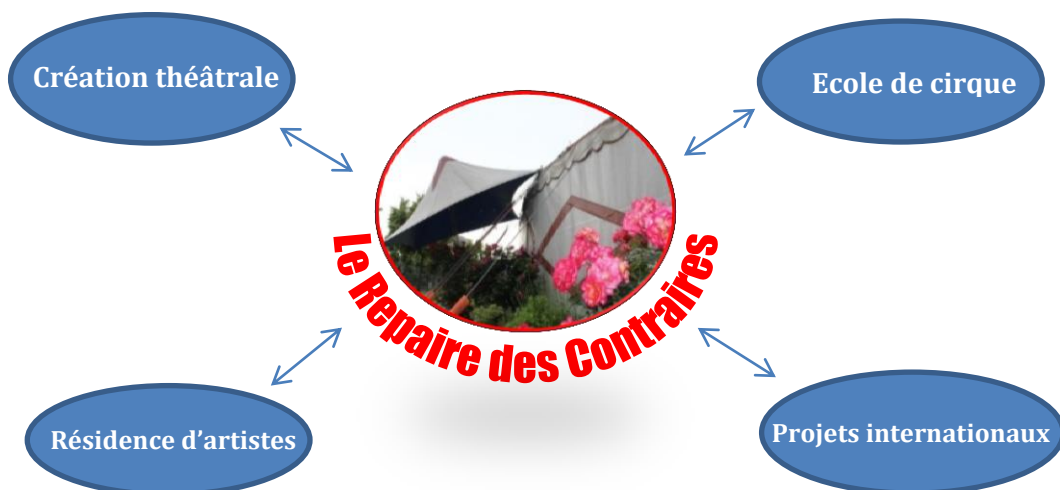 Création théâtrale
Ecole de cirque
Le Repaire des Contraires
Résidence d'artistes
Projets internationaux